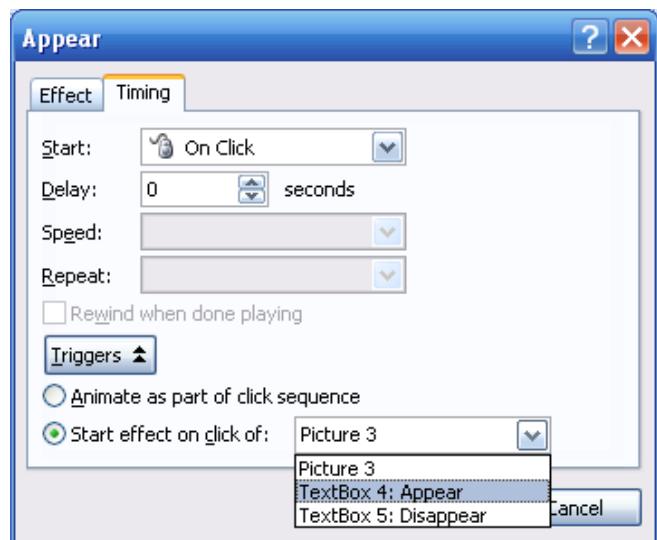 Appear
Effect Timing
Start: On Click
Delay: 0 seconds
Speed:
Repeat:
Rewind when done playing
Triggers
Animate as part of click sequence
Start effect on click of: Picture 3
Picture 3
TextBox 4: Appear
TextBox 5: Disappear
Cancel